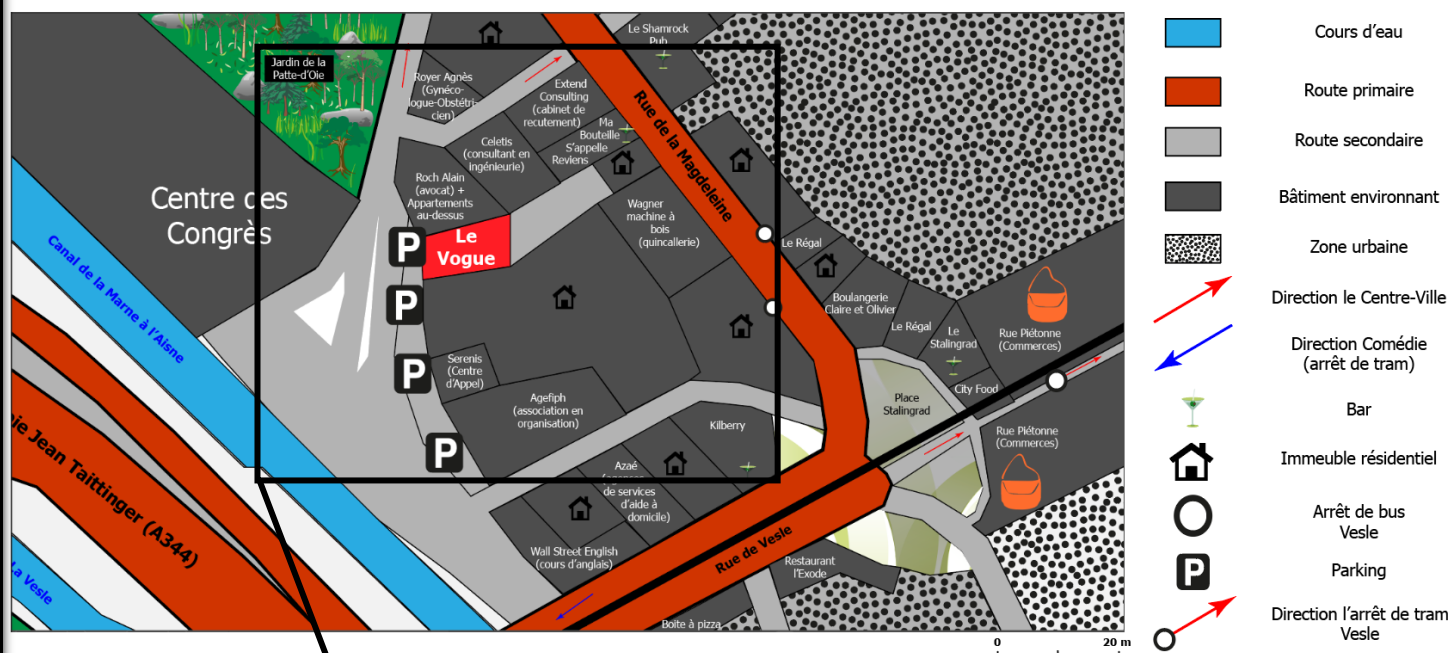 Jardin de la
Patte-d'Oie
Centre des
Congrès
Canal de la Marne à l'Aisne
Jean Taittinger (A344)
La Vesle
Royer Agnès
(Gynéco-
logue-Obstétri-
cien)
Le Shamrock
Pub
Extend
Consulting
(cabinet de
recutement)
Ma
Bouteille
S'appelle
Reviens
Celetis
(consultant en
ingénieurie)
Roch Alain
(avocat) +
Appartements
au-dessus
Le
Vogue
P
P
P
P
Rue de la Magdeleine
Wagner
machine à
bois
(quincallerie)
Le Régal
Boulangerie
Claire et Olivier
Le Régal
Le
Stalingrad
City Food
Rue Piétonne
(Commerces)
Rue Piétonne
(Commerces)
Place
Stalingrad
Serenis
(Centre
d'Appel)
Agefiph
(association en
organisation)
Kilberry
Azaé
de services
d'aide à
domicile)
Wall Street English
(cours d'anglais)
Rue de Vesle
Restaurant
l'Exode
Boite à pizza
0 20 m
Cours d'eau
Route primaire
Route secondaire
Bâtiment environnant
Zone urbaine
Direction le Centre-Ville
Direction Comédie
(arrêt de tram)
Bar
Immeuble résidentiel
Arrêt de bus
Vesle
P
Parking
Direction l'arrêt de tram
Vesle